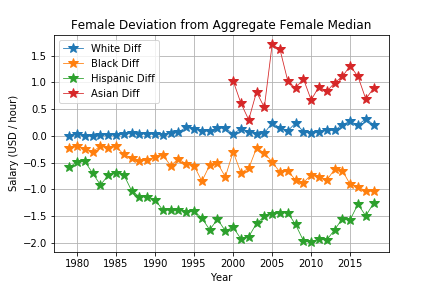 Female Deviation from Aggregate Female Median
Salary (USD / hour)
1.5
1.0
0.5
0.0
−0.5
−1.0
−1.5
−2.0
White Diff
Black Diff
Hispanic Diff
Asian Diff
1980
1985
1990
1995
2000
2005
2010
2015
Year